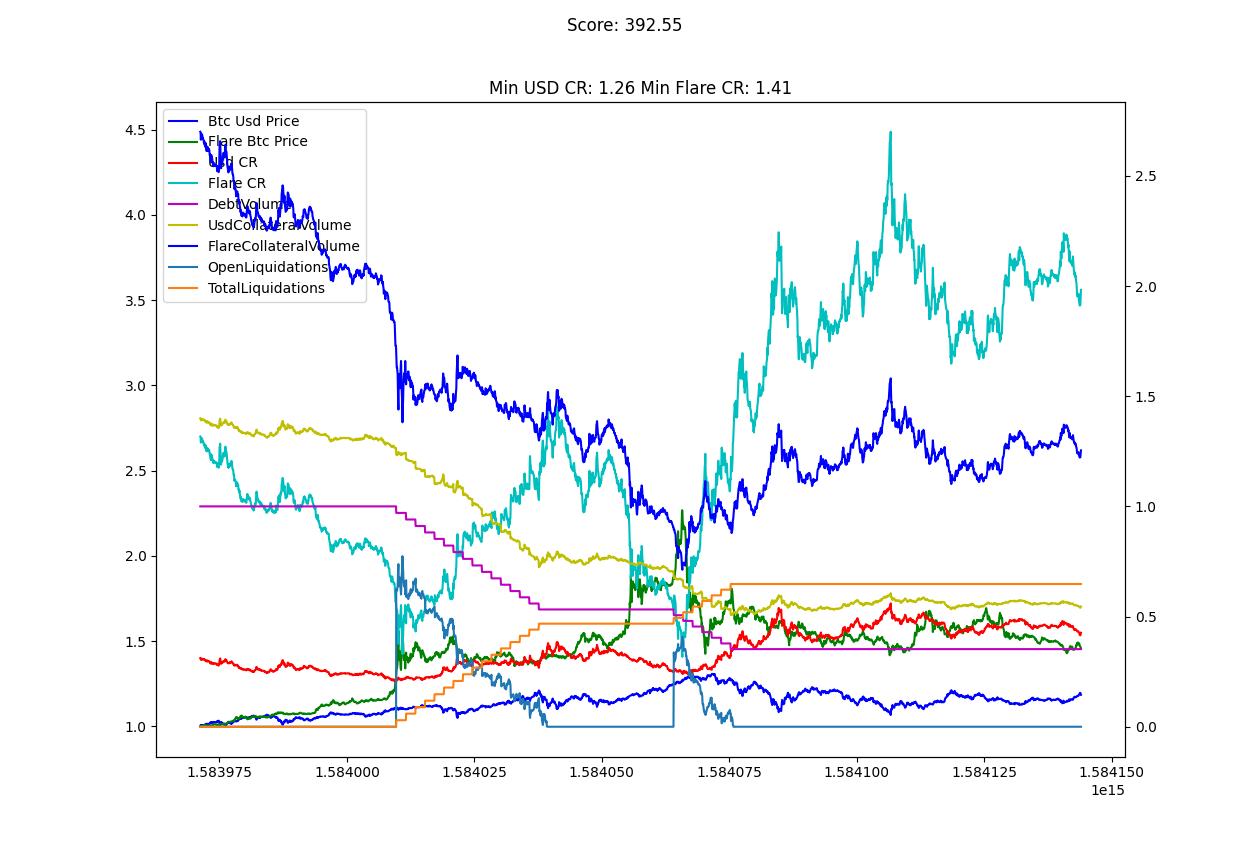 Score: 392.55
Min USD CR: 1.26 Min Flare CR: 1.41
Btc Usd Price
Flare Btc Price
Usd CR
Flare CR
DebtVolume
UsdCollateralVolume
FlareCollateralVolume
OpenLiquidations
TotalLiquidations
4.5
4.0
3.5
3.0
2.5
2.0
1.5
1.0
2.5
2.0
1.5
1.0
0.5
0.0
1.583975 1.584000 1.584025 1.584050 1.584075 1.584100 1.584125 1.584150
1e15